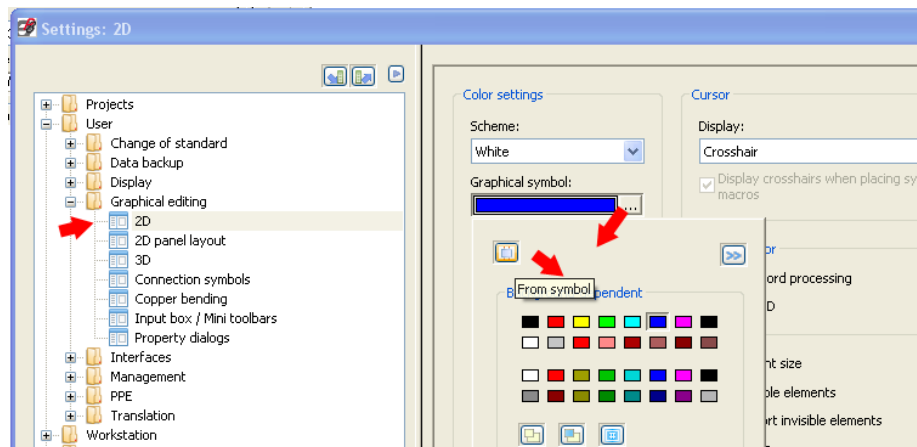 Settings: 2D
Projects
User
Change of standard
Data backup
Display
Graphical editing
2D
2D panel layout
3D
Connection symbols
Copper bending
Input box / Mini toolbars
Property dialogs
Interfaces
Management
PPE
Translation
Workstation
Color settings
Scheme:
White
Graphical symbol:
...
From symbol
pendent
Cursor
Display:
Crosshair
Display crosshairs when placing sy
macros
or
ord processing
D
nt size
ble elements
rt invisible elements